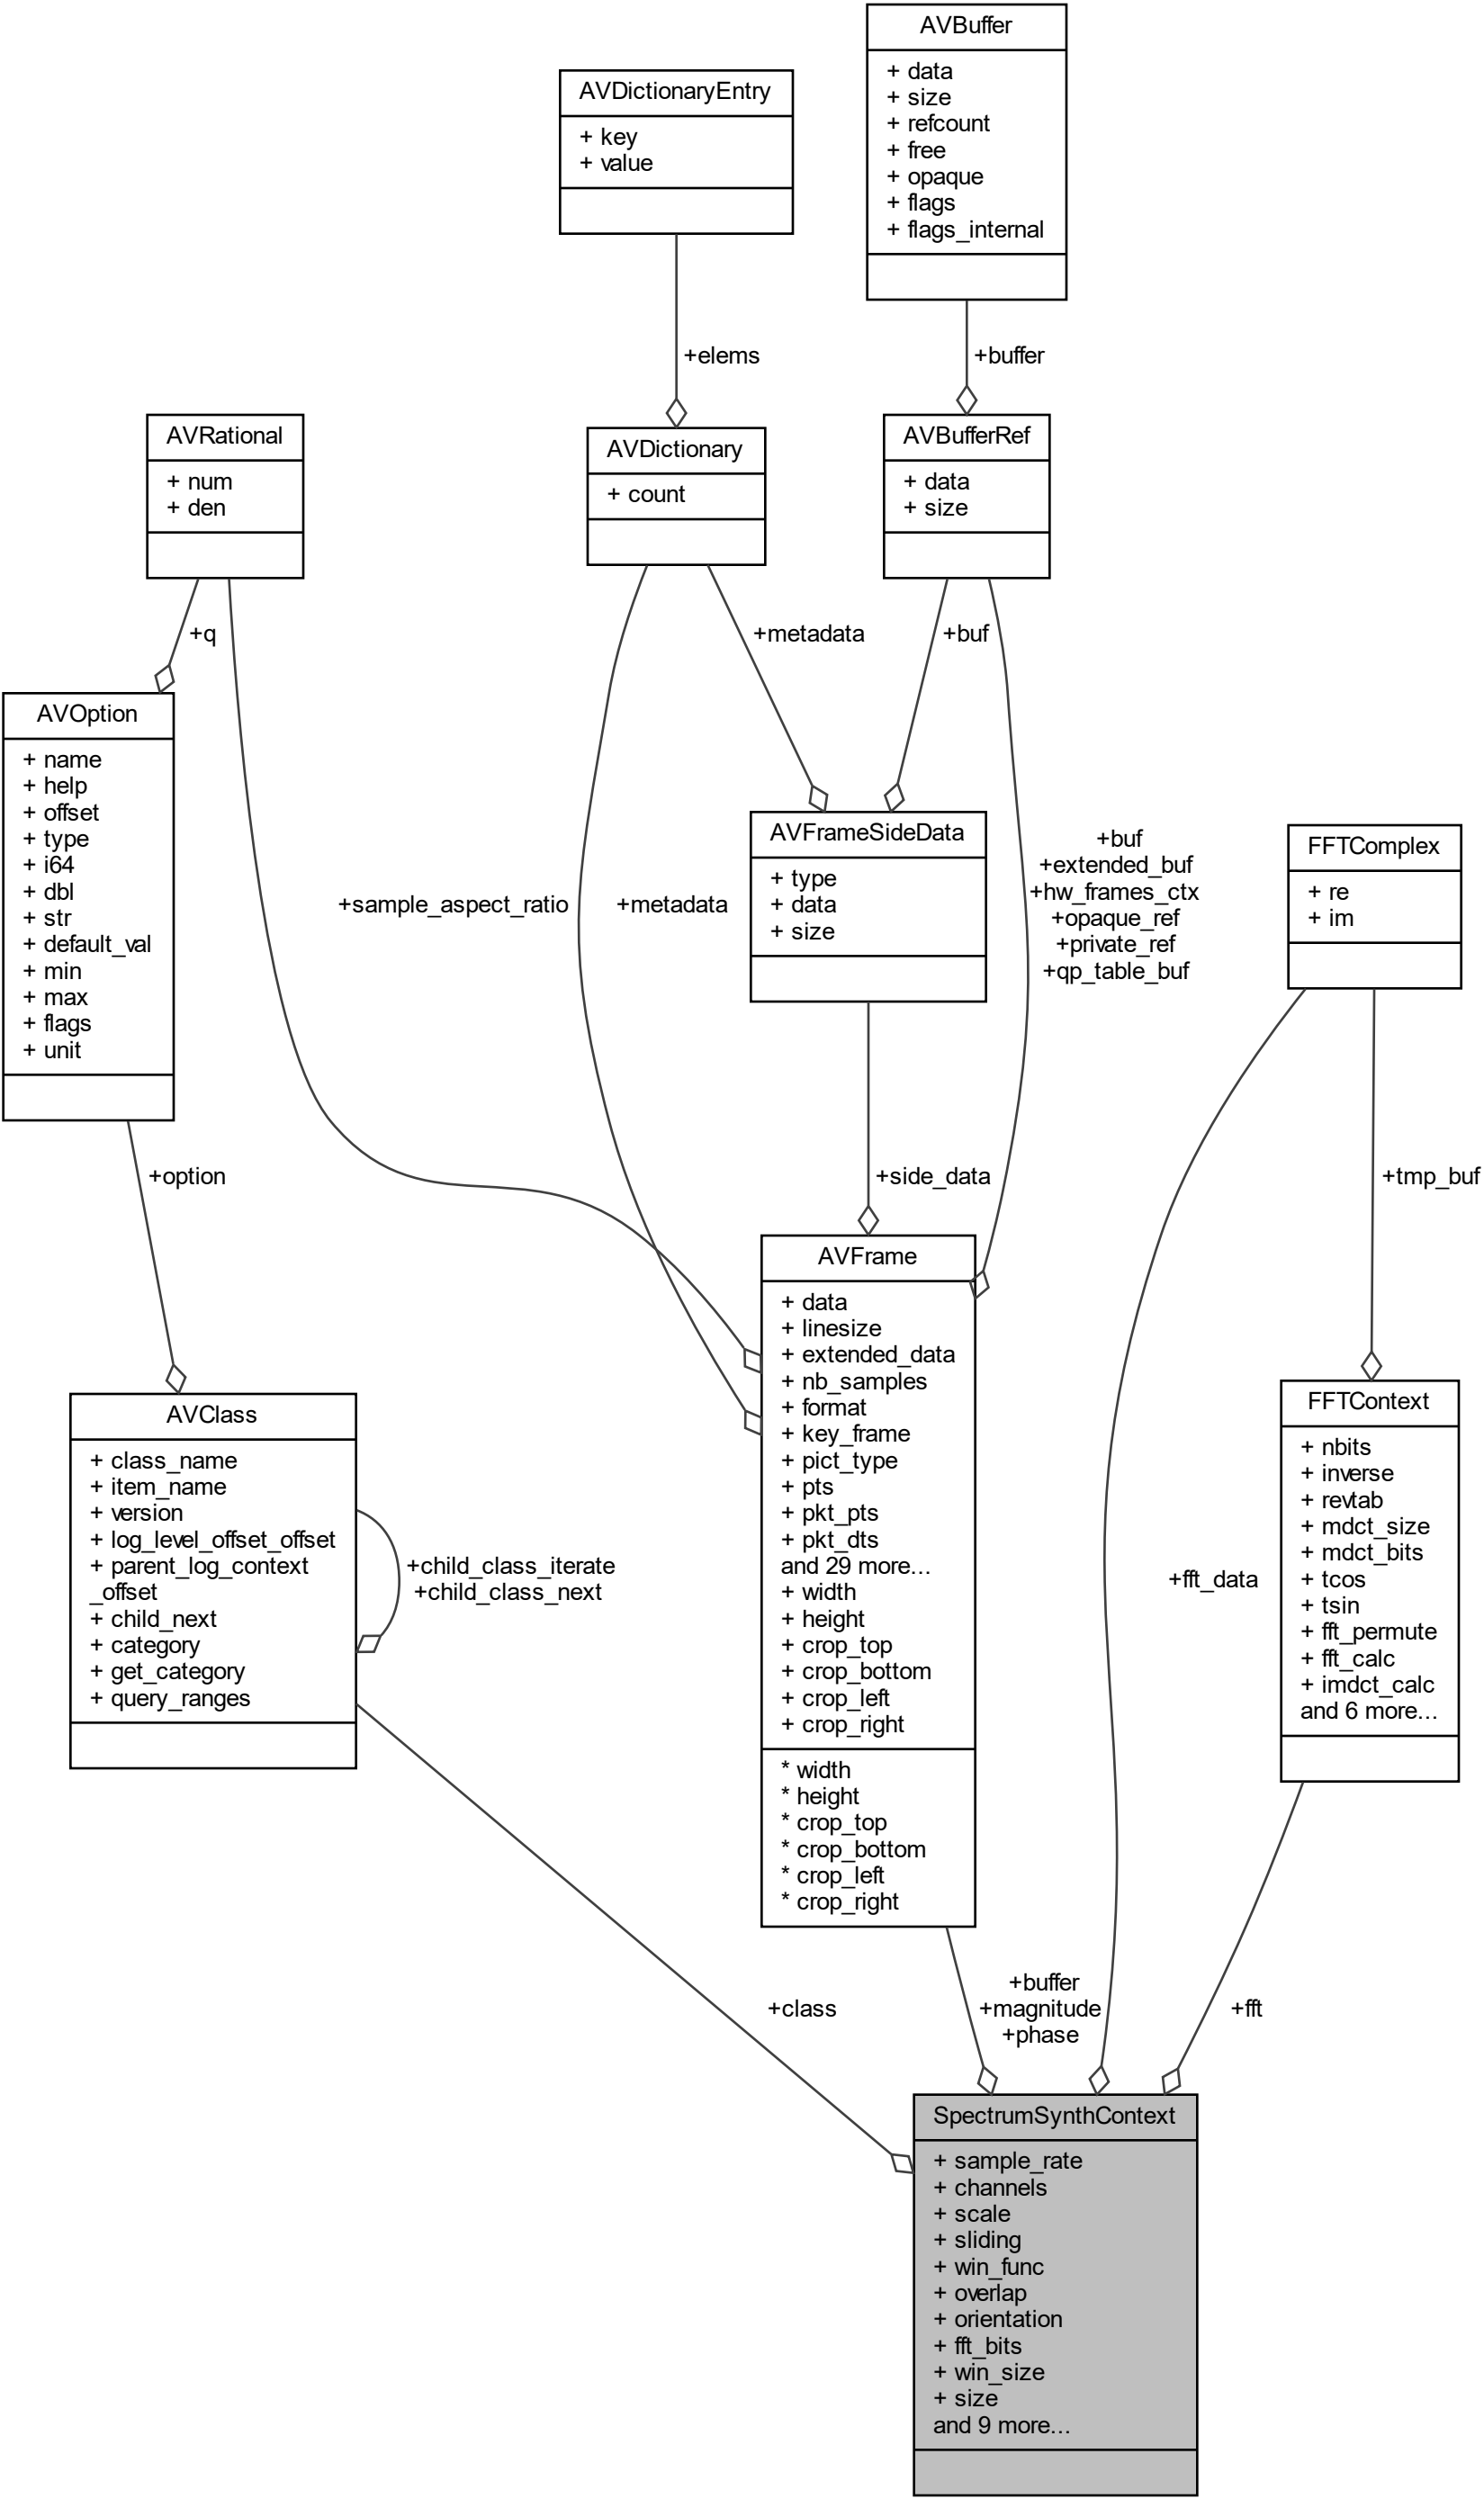 AVBuffer
+ data
+ size
+ refcount
+ free
+ opaque
+ flags
+ flags_internal
AVDictionaryEntry
+ key
+ value
+elems
+buffer
AVRational
+ num
+ den
AVDictionary
+ count
AVBufferRef
+ data
+ size
+q
+metadata
+buf
AVOption
+ name
+ help
+ offset
+ type
+ i64
+ dbl
+ str
+ default_val
+ min
+ max
+ flags
+ unit
+sample_aspect_ratio
+metadata
AVFrameSideData
+ type
+ data
+ size
+buf
+extended_buf
+hw_frames_ctx
+opaque_ref
+private_ref
+qp_table_buf
FFTComplex
+ re
+ im
+option
+side_data
+tmp_buf
AVClass
+ class_name
+ item_name
+ version
+ log_level_offset_offset
+ parent_log_context
_offset
+ child_next
+ category
+ get_category
+ query_ranges
+child_class_iterate
+child_class_next
AVFrame
+ data
+ linesize
+ extended_data
+ nb_samples
+ format
+ key_frame
+ pict_type
+ pts
+ pkt_pts
+ pkt_dts
and 29 more...
+ width
+ height
+ crop_top
+ crop_bottom
+ crop_left
+ crop_right
* width
* height
* crop_top
* crop_bottom
* crop_left
* crop_right
+fft_data
FFTContext
+ nbits
+ inverse
+ revtab
+ mdct_size
+ mdct_bits
+ tcos
+ tsin
+ fft_permute
+ fft_calc
+ imdct_calc
and 6 more...
+class
+buffer
+magnitude
+phase
+fft
SpectrumSynthContext
+ sample_rate
+ channels
+ scale
+ sliding
+ win_func
+ overlap
+ orientation
+ fft_bits
+ win_size
+ size
and 9 more...